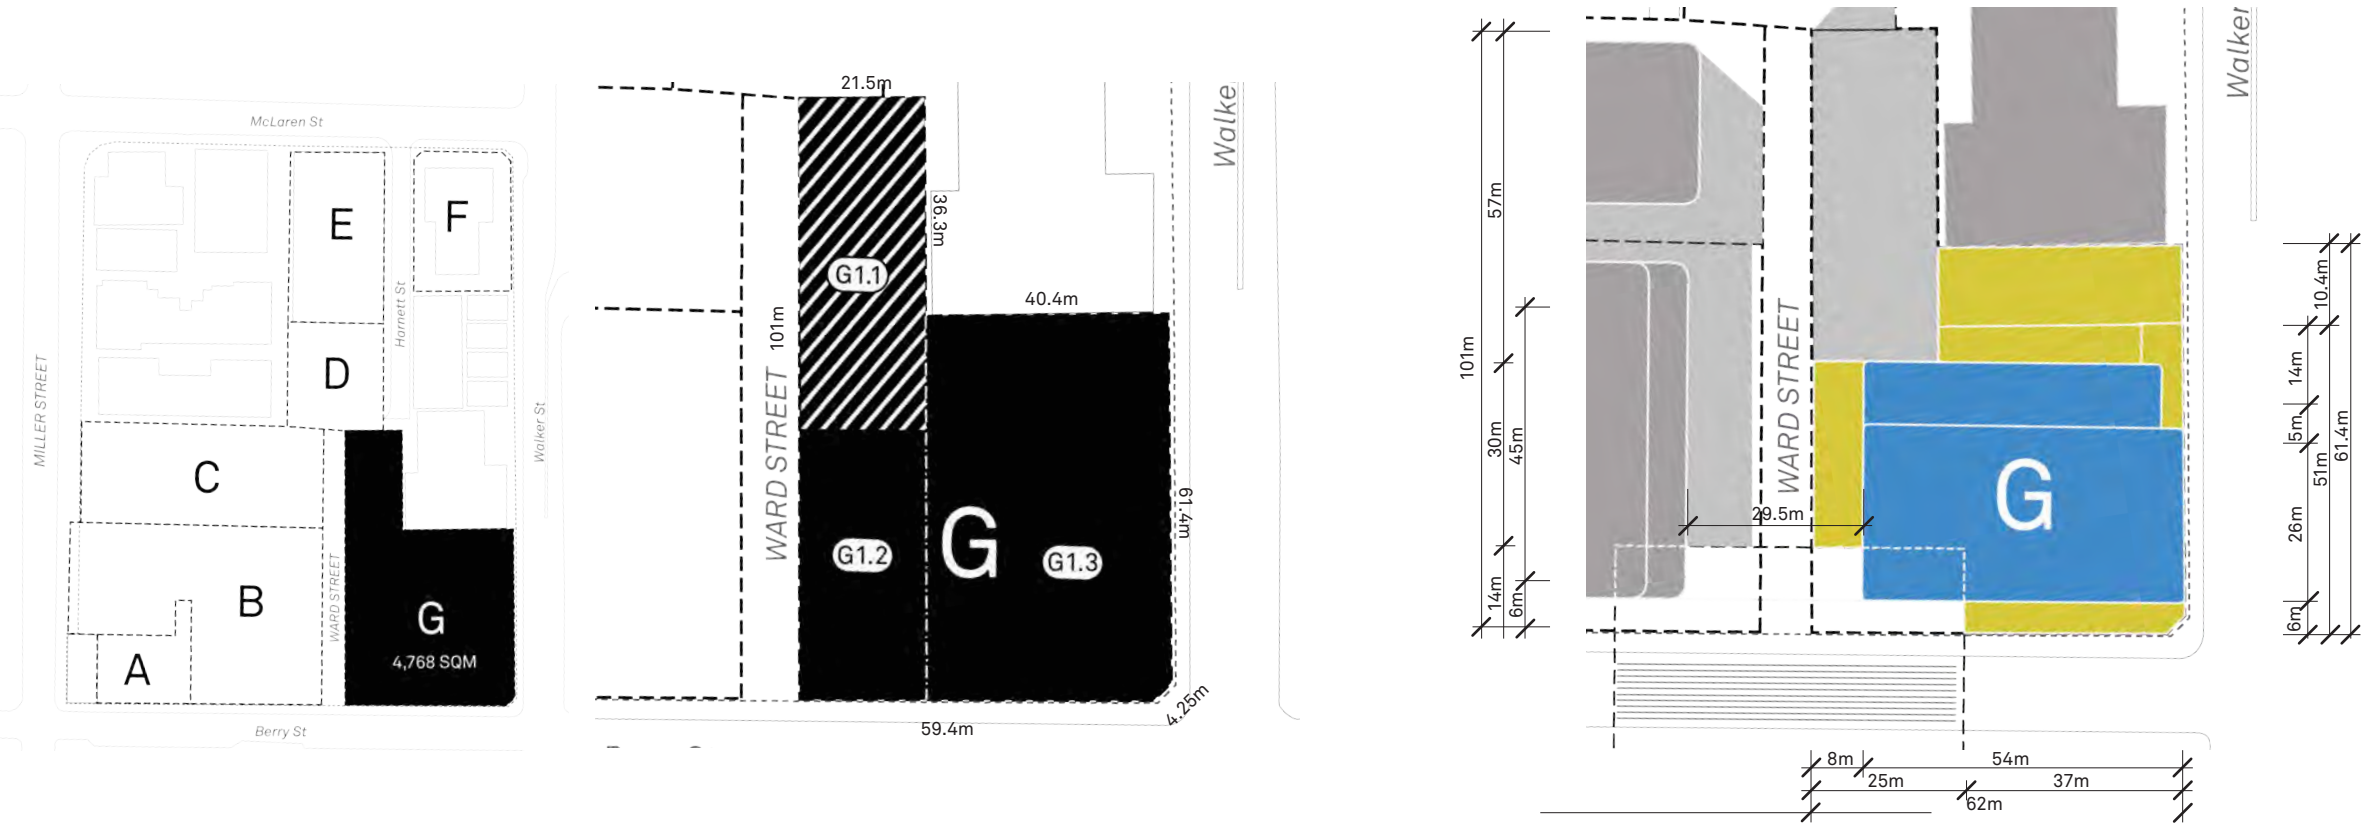 McLaren St
E
F
Harnett St
D
MILLER STREET
Walker St
C
B
WARD STREET
G
4,768 SQM
A
Berry St
21.5m
Walke
36.3m
G1.1
40.4m
101m
WARD STREET
61.4m
G
G1.2
G1.3
4.25m
59.4m
Walker
57m
10.4m
101m
14m
30m
45m
5m
51m
61.4m
WARD STREET
G
29.5m
26m
14m
6m
6m
8m
54m
25m
37m
62m